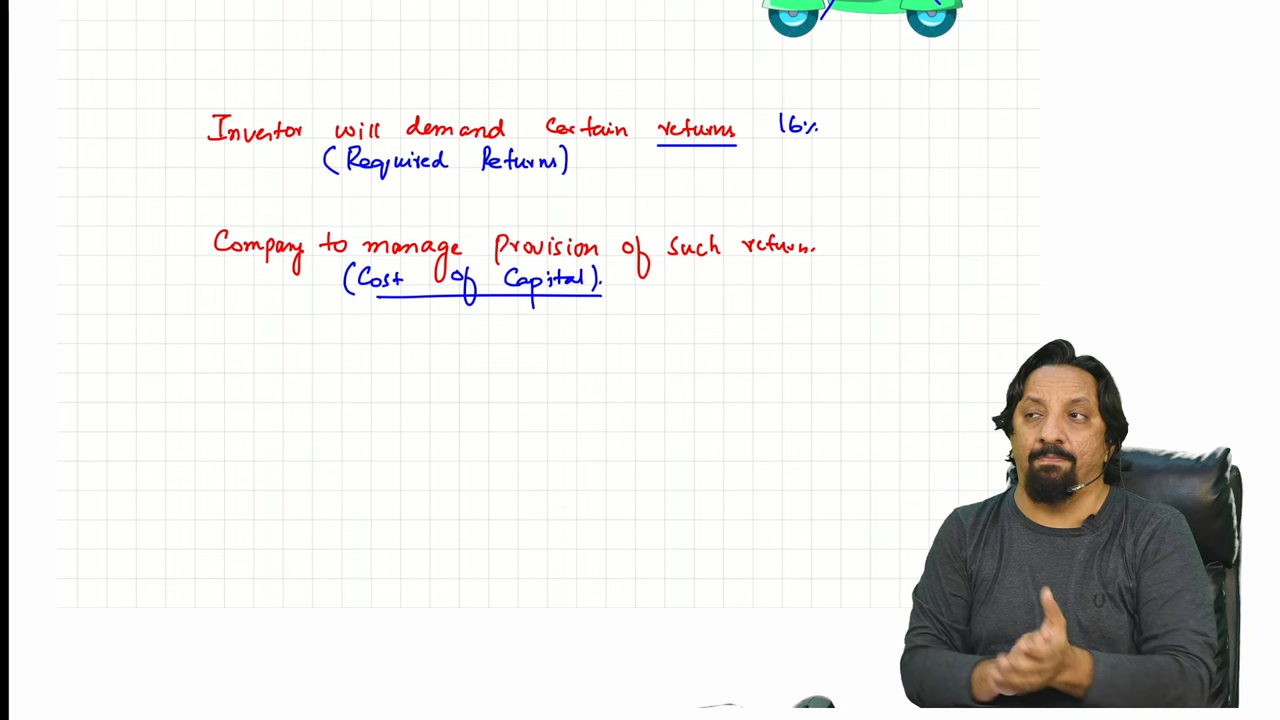 Investor will demand certain returns 16%
(Required Returns)
Company to manage provision of such return.
(Cost of Capital).